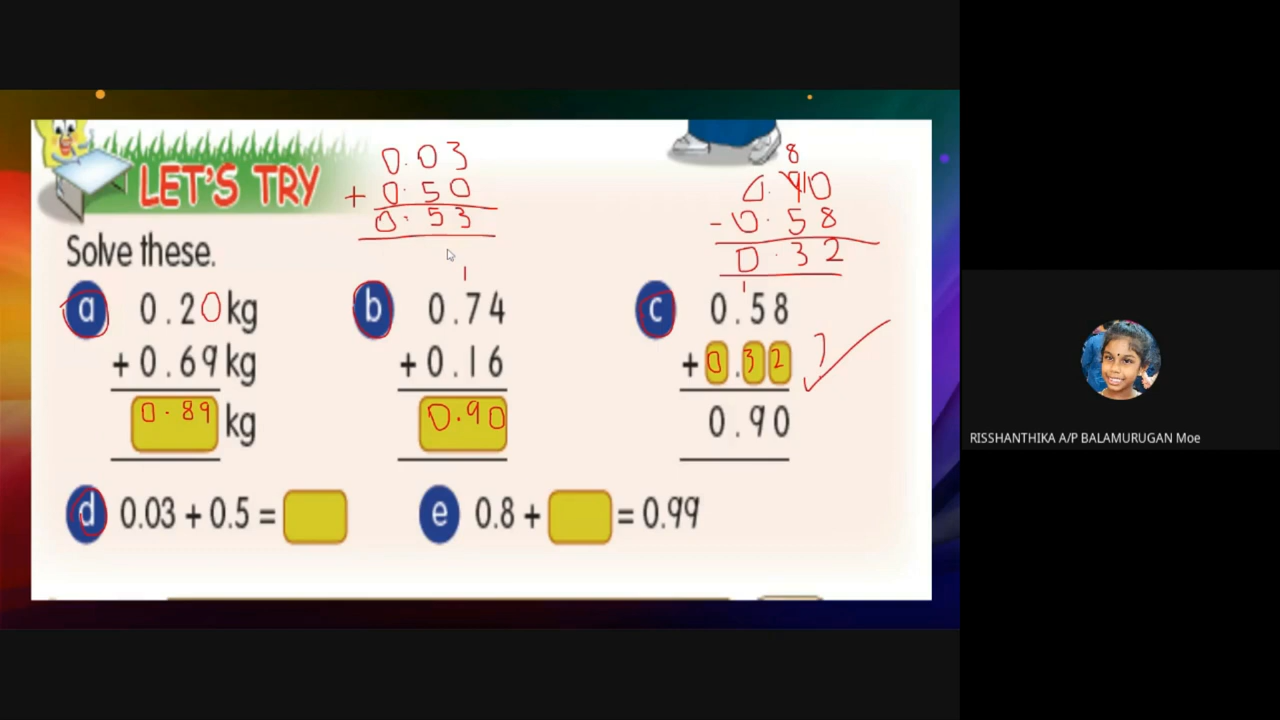 LET'S TRY
0.03
+ 0.50
0.53
8
0.910
- 0.58
0.32
Solve these.
a
0.20 kg
+ 0.69 kg
0.89 kg
b
1
0.74
+ 0.16
0.90
c
1
0.58
+ 0.32
0.90
d 0.03 + 0.5 =
e 0.8 + = 0.99
RISSHANTHIKA A/P BALAMURUGAN Moe